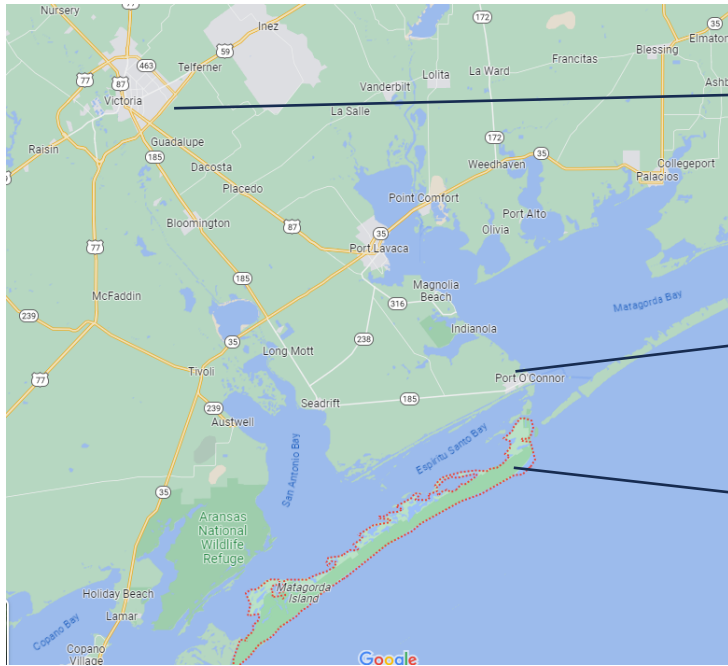 Nursery
77
Inez
59
Telferner
463
77
87
Victoria
172
Blessing
35
Elmaton
Francitas
La Ward
Lolita
Vanderbilt
Ashb
La Salle
172
Raisin
Guadalupe
185
Dacosta
Placedo
35
Weedhaven
Collegeport
Palacios
Point Comfort
Port Alto
Olivia
Bloomington
87
35
Port Lavaca
77
185
Magnolia
Beach
McFaddin
239
316
Matagorda Bay
Indianola
35
238
Long Mott
Tivoli
77
Port O'Connor
239
Seadrift
185
Austwell
San Antonio Bay
Espiritu Santo Bay
35
Aransas
National
Wildlife
Refuge
Matagorda
Island
Holiday Beach
Lamar
Copano Bay
Copano
Village
Google